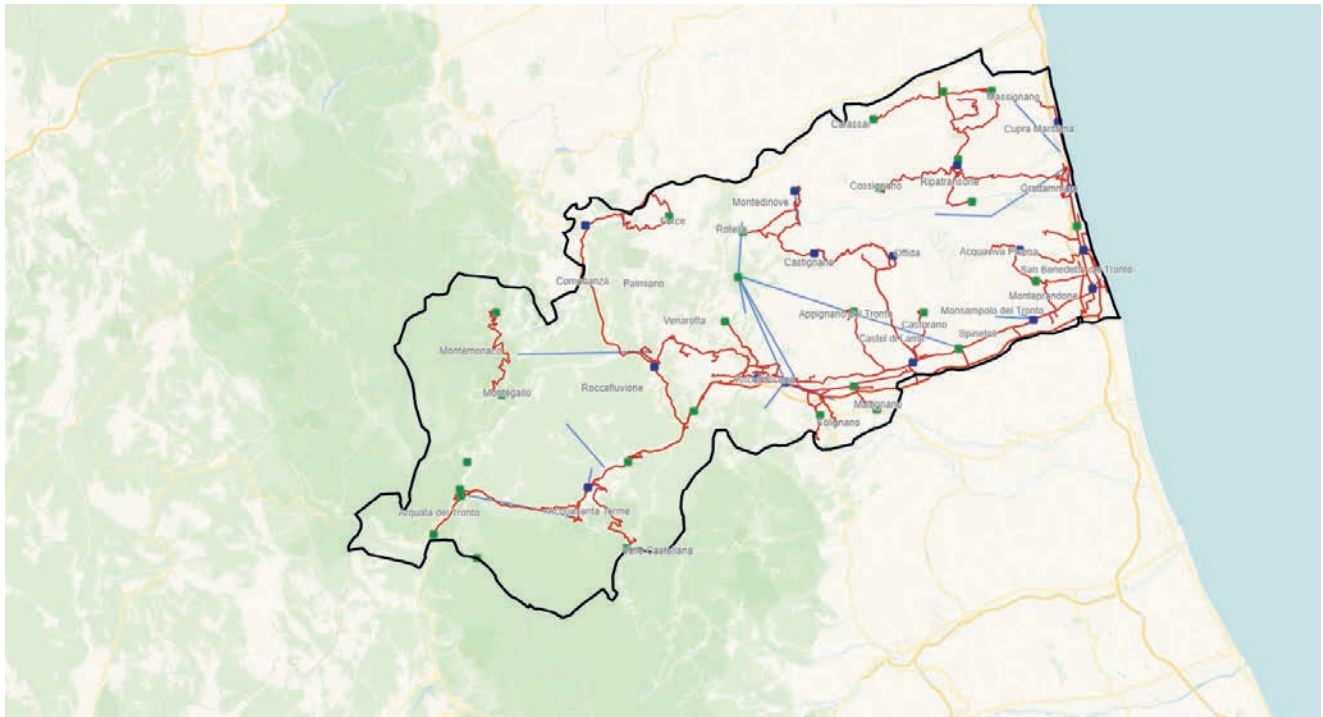 Massignano
Carassai
Cupra Marittima
Cossignano
Ripatransone
Grottammare
Montedinove
Force
Rotella
Offida
Acquaviva Picena
Castignano
San Benedetto del Tronto
Comunanza
Palmiano
Monteprandone
Appignano del Tronto
Monsampolo del Tronto
Venarotta
Castorano
Spinetoli
Castel di Lama
Montemonaco
Ascoli Piceno
Roccafluvione
Montegallo
Maltignano
Folignano
Arquata del Tronto
Acquasanta Terme
Valle Castellana